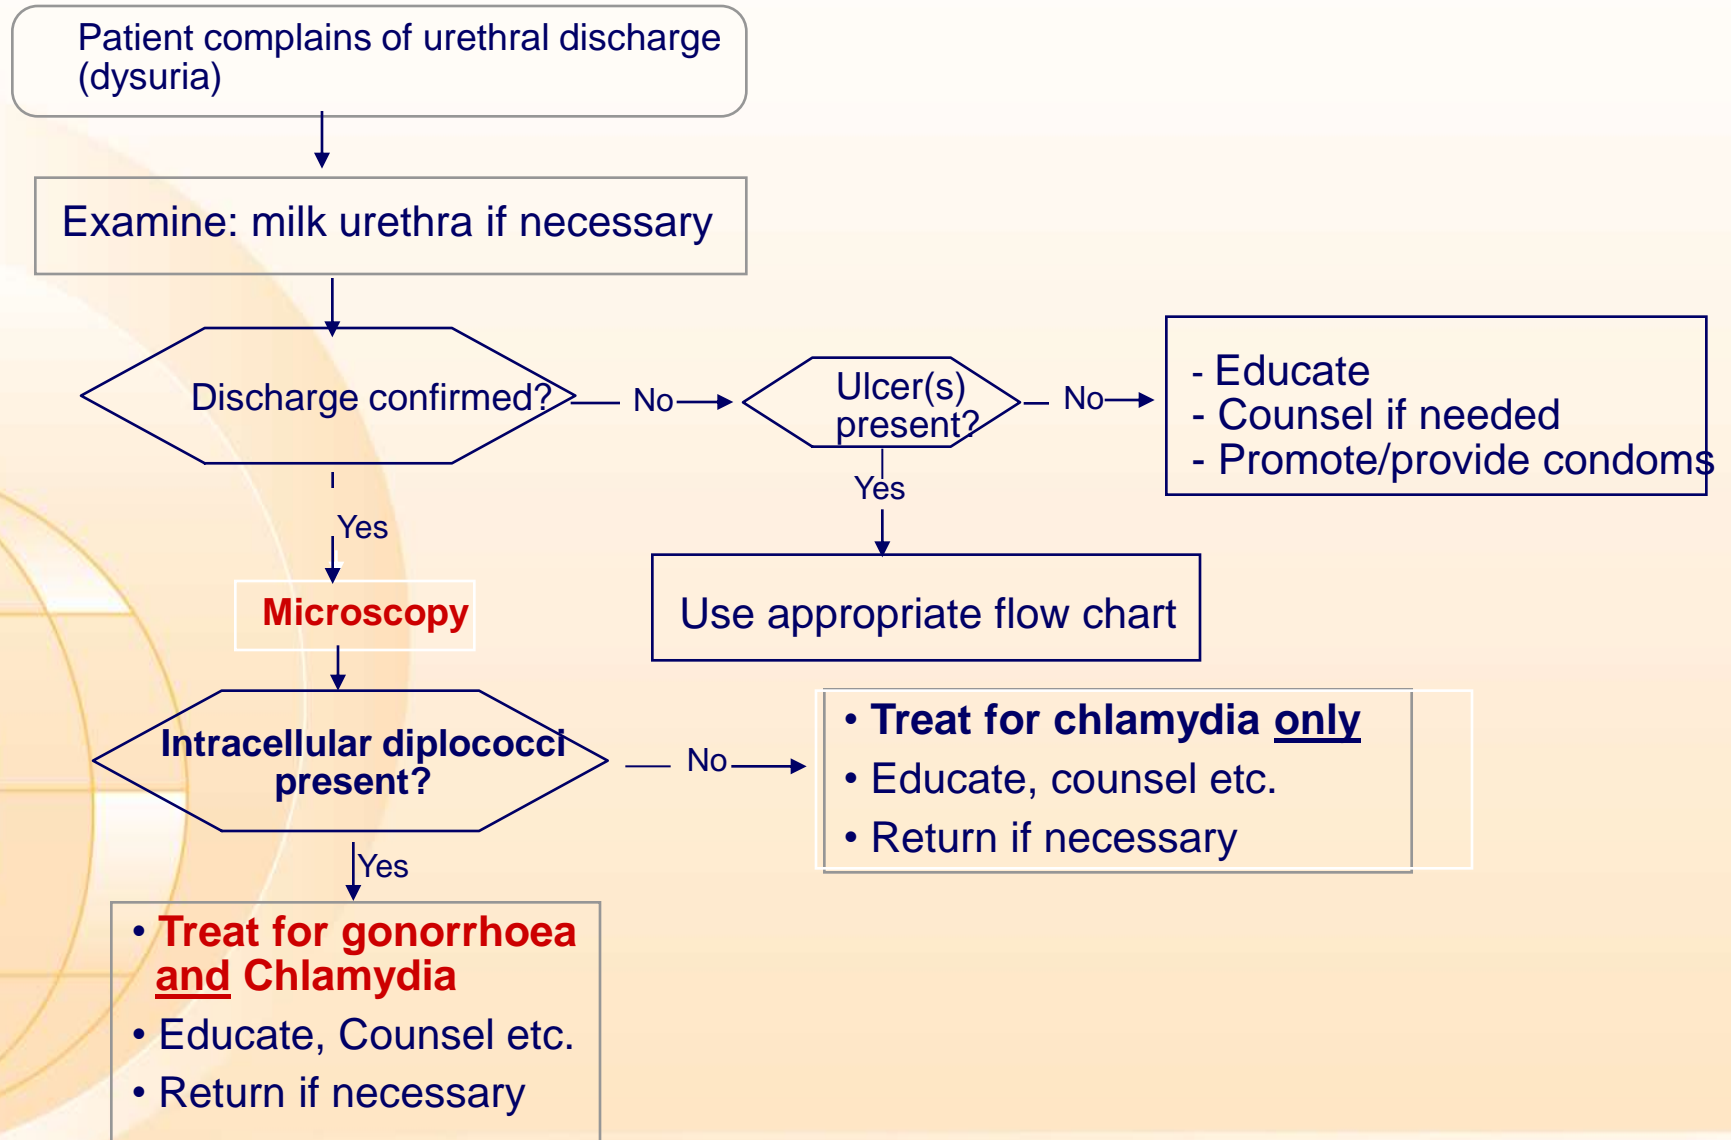 Patient complains of urethral discharge
(dysuria)
Examine: milk urethra if necessary
Discharge confirmed?
No
Ulcer(s)
present?
No
- Educate
- Counsel if needed
- Promote/provide condoms
Yes
Yes
Use appropriate flow chart
Microscopy
Intracellular diplococci
present?
No
• Treat for chlamydia only
• Educate, counsel etc.
• Return if necessary
Yes
• Treat for gonorrhoea
and Chlamydia
• Educate, Counsel etc.
• Return if necessary